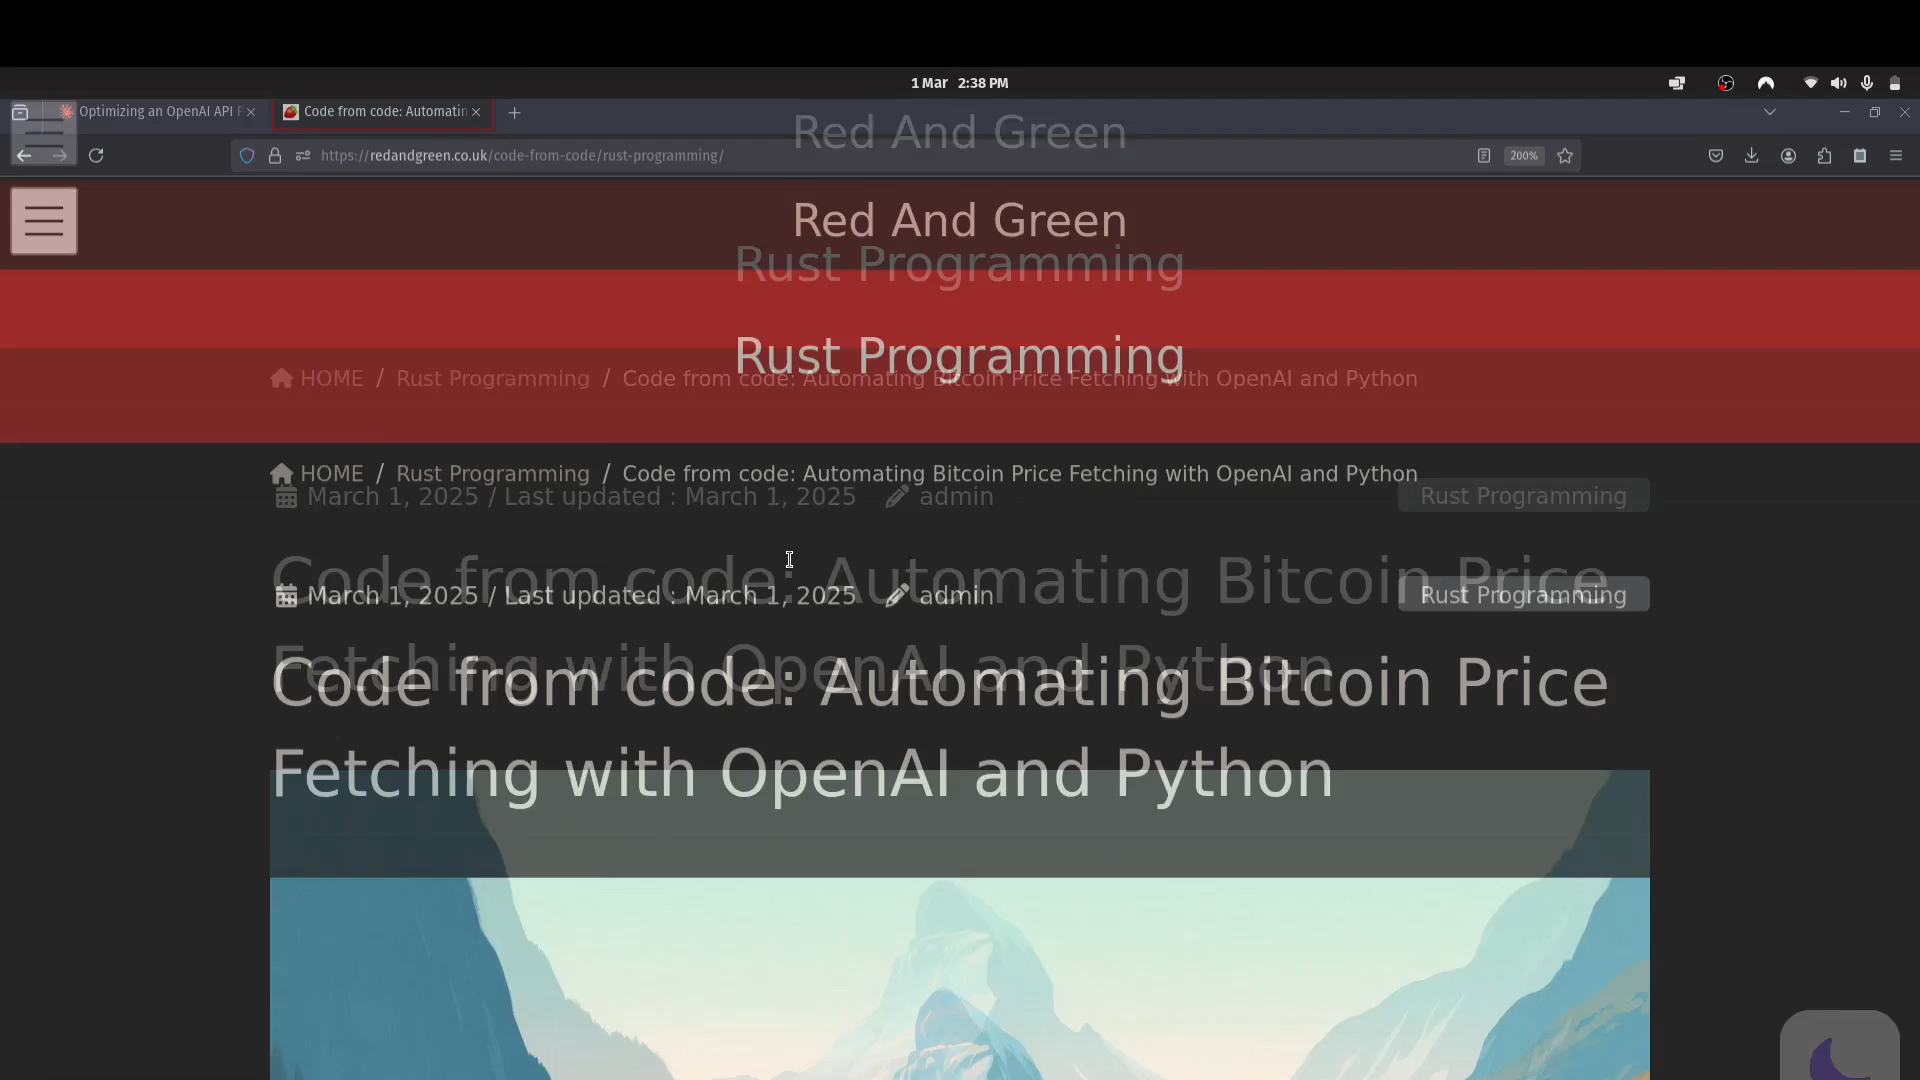 1 Mar 2:38 PM
Optimizing an OpenAI API P
Code from code: Automatin
https://redandgreen.co.uk/code-from-code/rust-programming/
200%
Red And Green
Red And Green
Rust Programming
Rust Programming
HOME / Rust Programming / Code from code: Automating Bitcoin Price Fetching with OpenAI and Python
HOME / Rust Programming / Code from code: Automating Bitcoin Price Fetching with OpenAI and Python
March 1, 2025 / Last updated : March 1, 2025 admin Rust Programming
Code from code: Automating Bitcoin Price
March 1, 2025 / Last updated : March 1, 2025 admin Rust Programming
Fetching with OpenAI and Python
Code from code: Automating Bitcoin Price
Fetching with OpenAI and Python